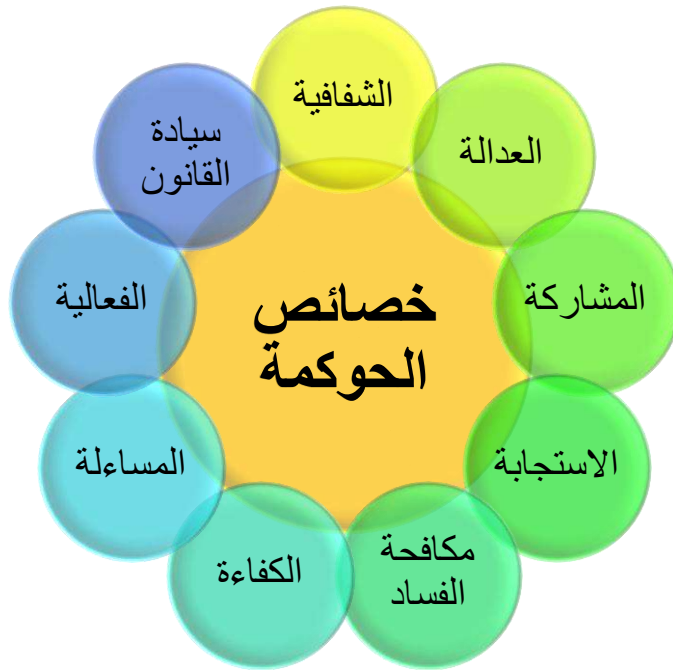 خصائص
الحوكمة
الشفافية
العدالة
المشاركة
الاستجابة
مكافحة
الفساد
الكفاءة
المساءلة
الفعالية
سيادة
القانون